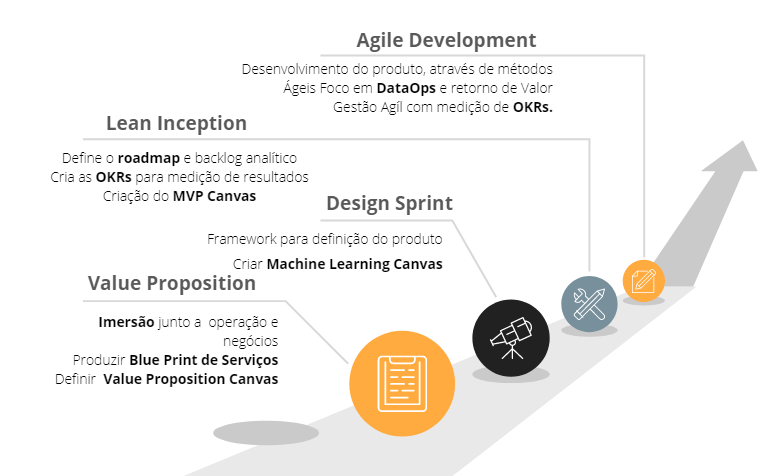 Agile Development
Desenvolvimento do produto, através de métodos
Ágeis Foco em DataOps e retorno de Valor
Gestão Agíl com medição de OKRs.
Lean Inception
Define o roadmap e backlog analítico
Cria as OKRs para medição de resultados
Criação do MVP Canvas
Design Sprint
Framework para definição do produto
Criar Machine Learning Canvas
Value Proposition
Imersão junto a operação e
negócios
Produzir Blue Print de Serviços
Definir Value Proposition Canvas